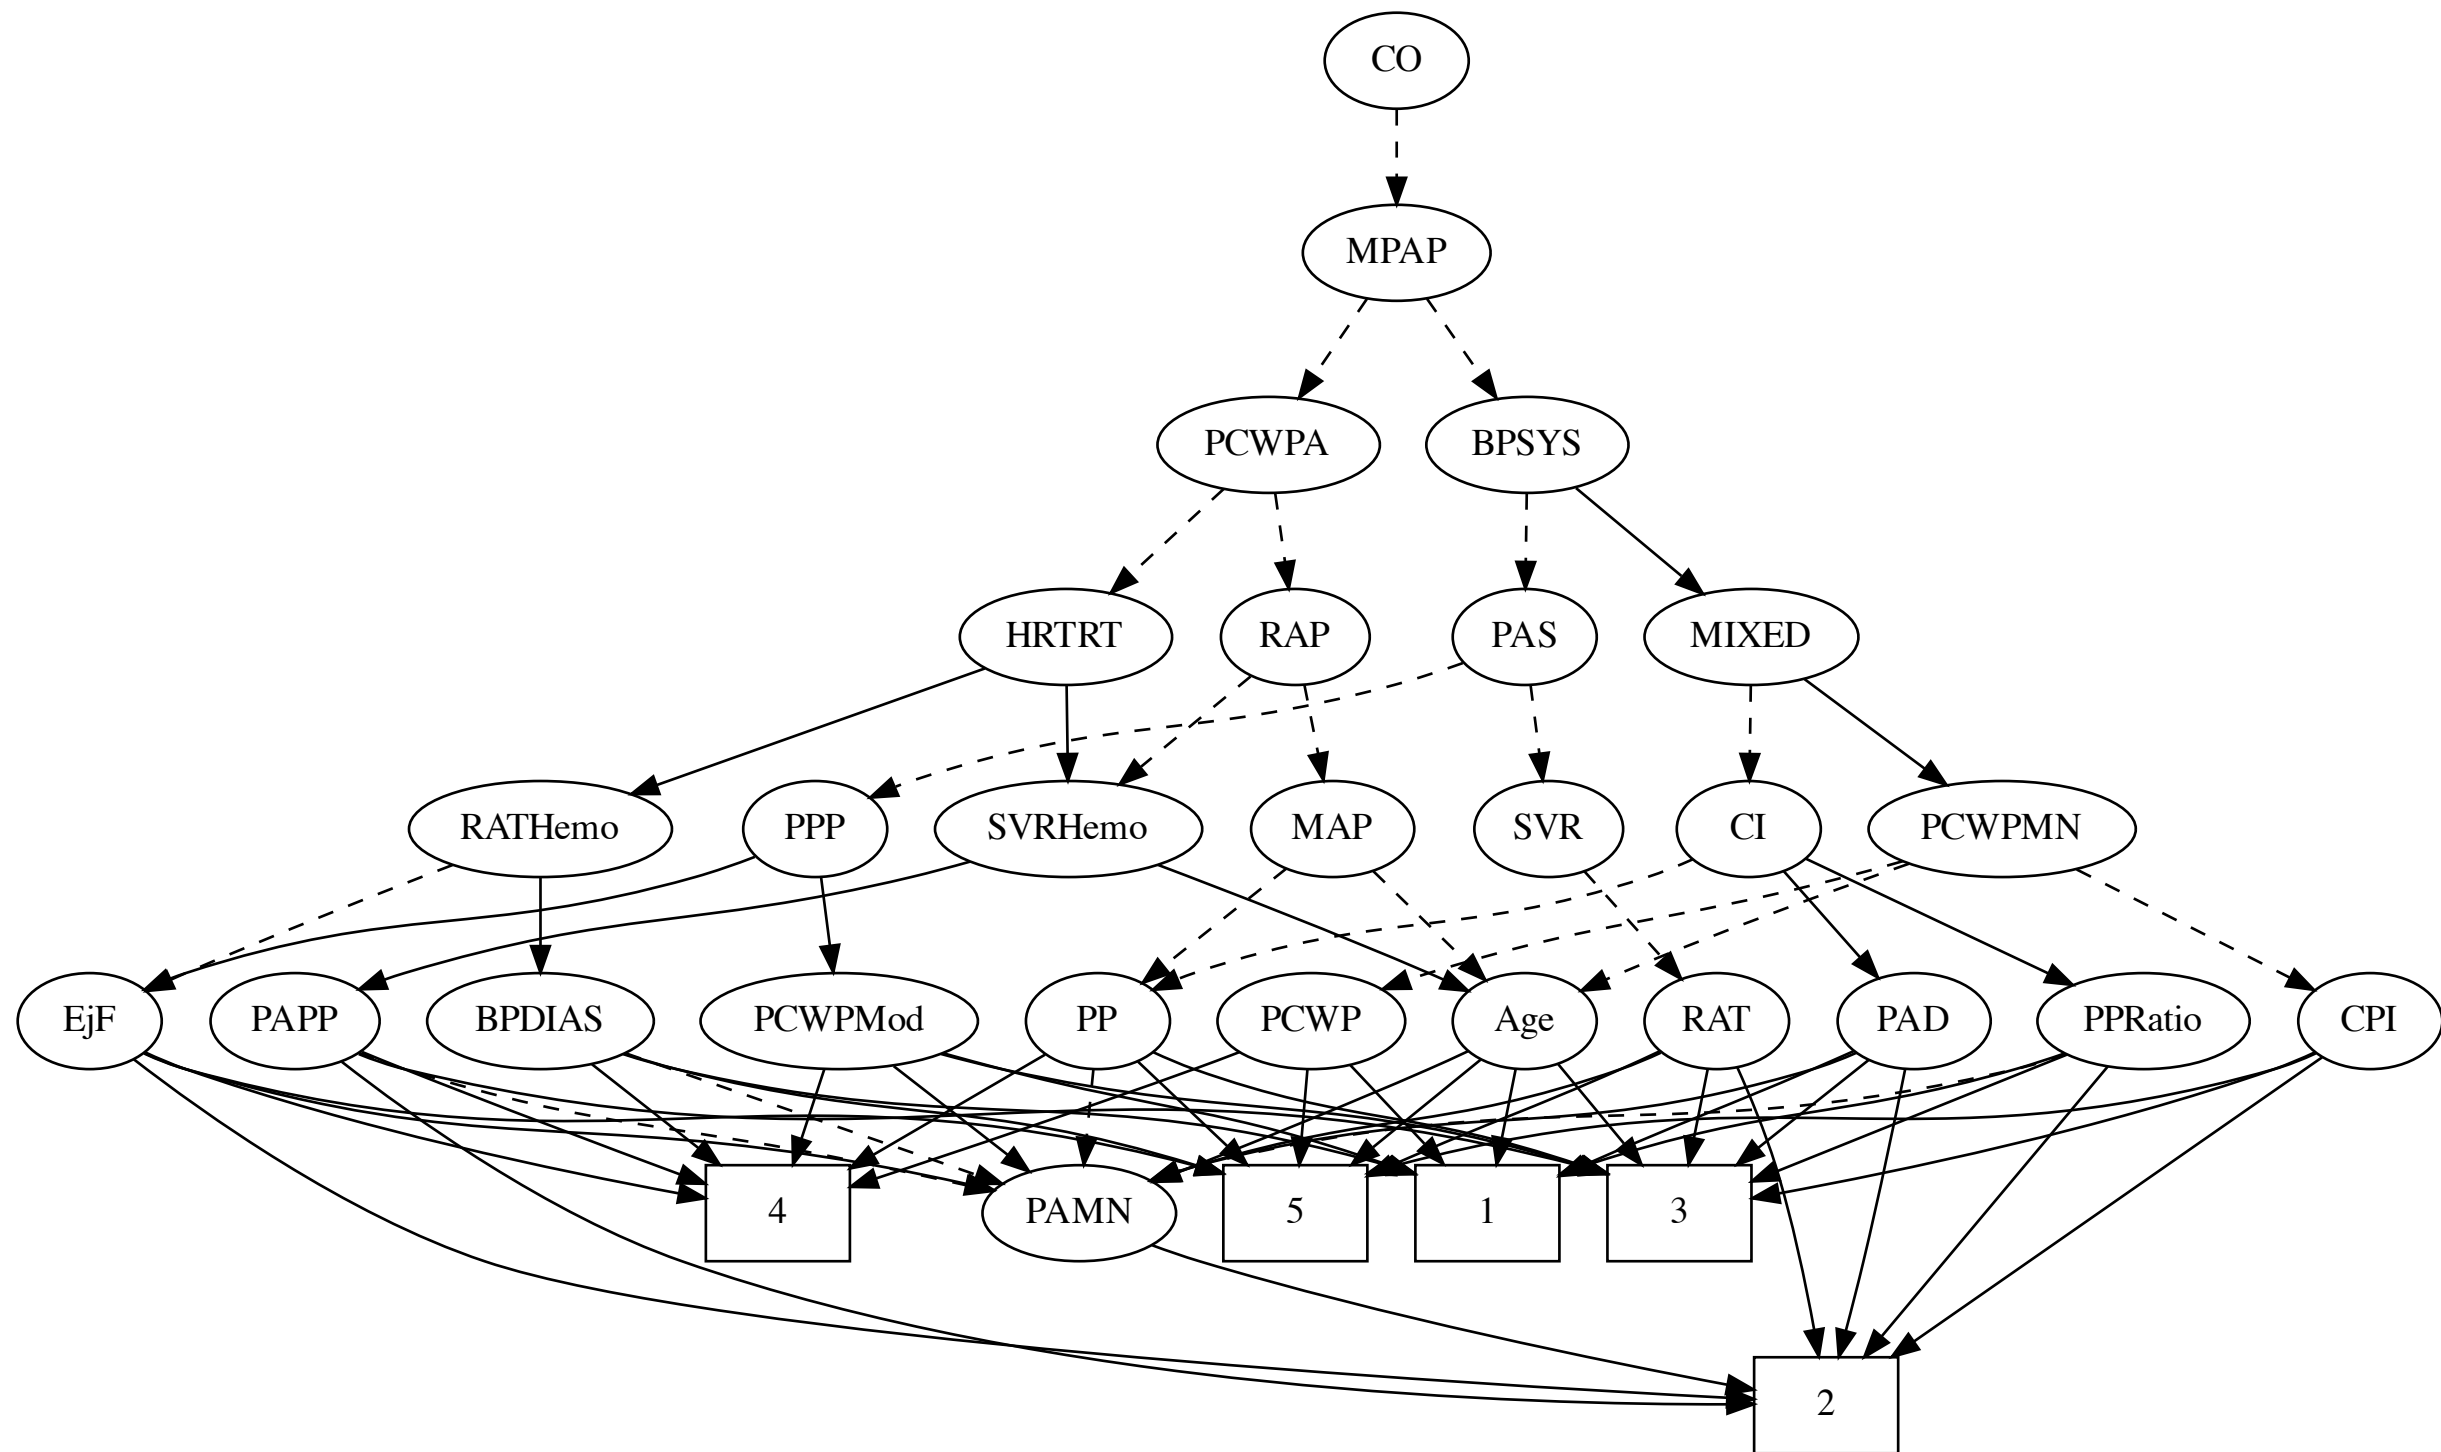 CO
MPAP
PCWPA
BPSYS
HRTRT
RAP
PAS
MIXED
RATHemo
PPP
SVRHemo
MAP
SVR
CI
PCWPMN
EjF
PAPP
BPDIAS
PCWPMod
PP
PCWP
Age
RAT
PAD
PPRatio
CPI
4
PAMN
5
1
3
2